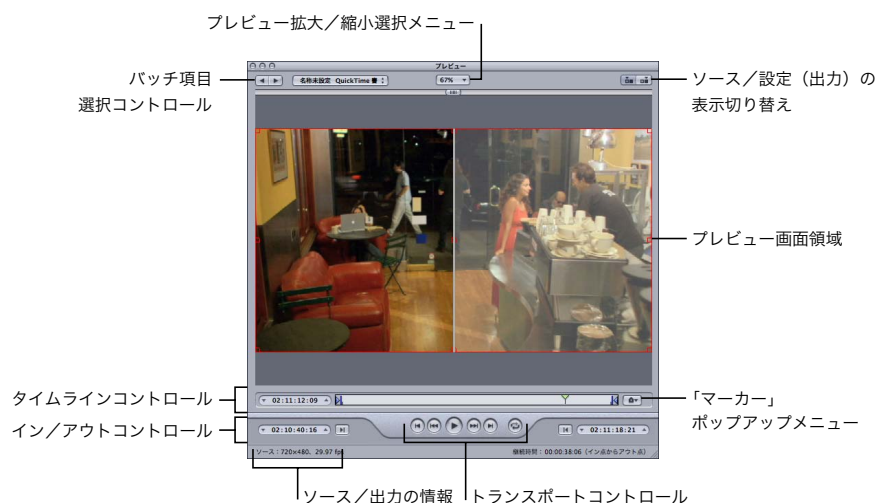 プレビュー拡大／縮小選択メニュー
プレビュー
バッチ項目
選択コントロール
名称未設定 QuickTime
67%
ソース／設定（出力）の
表示切り替え
プレビュー画面領域
タイムラインコントロール
02:11:12:09
「マーカー」
ポップアップメニュー
イン／アウトコントロール
02:10:40:16
02:11:18:21
ソース：720×480、29.97 fps
継続時間：00:00:38:06（イン点からアウト点）
ソース／出力の情報
トランスポートコントロール